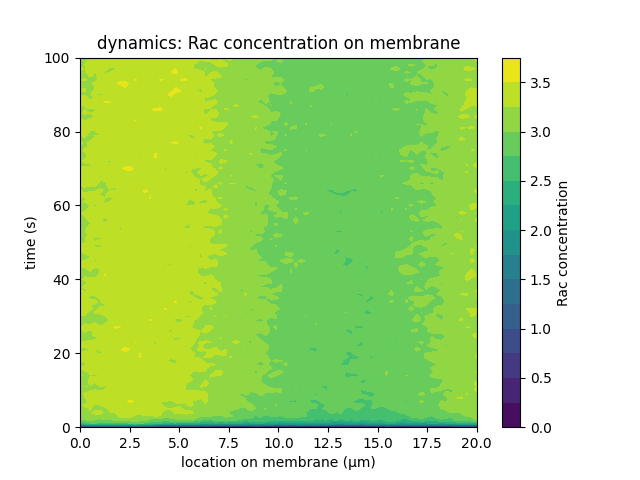 dynamics: Rac concentration on membrane
100
80
60
40
20
0
time (s)
0.0 2.5 5.0 7.5 10.0 12.5 15.0 17.5 20.0
location on membrane (μm)
3.5
3.0
2.5
2.0
1.5
1.0
0.5
0.0
Rac concentration